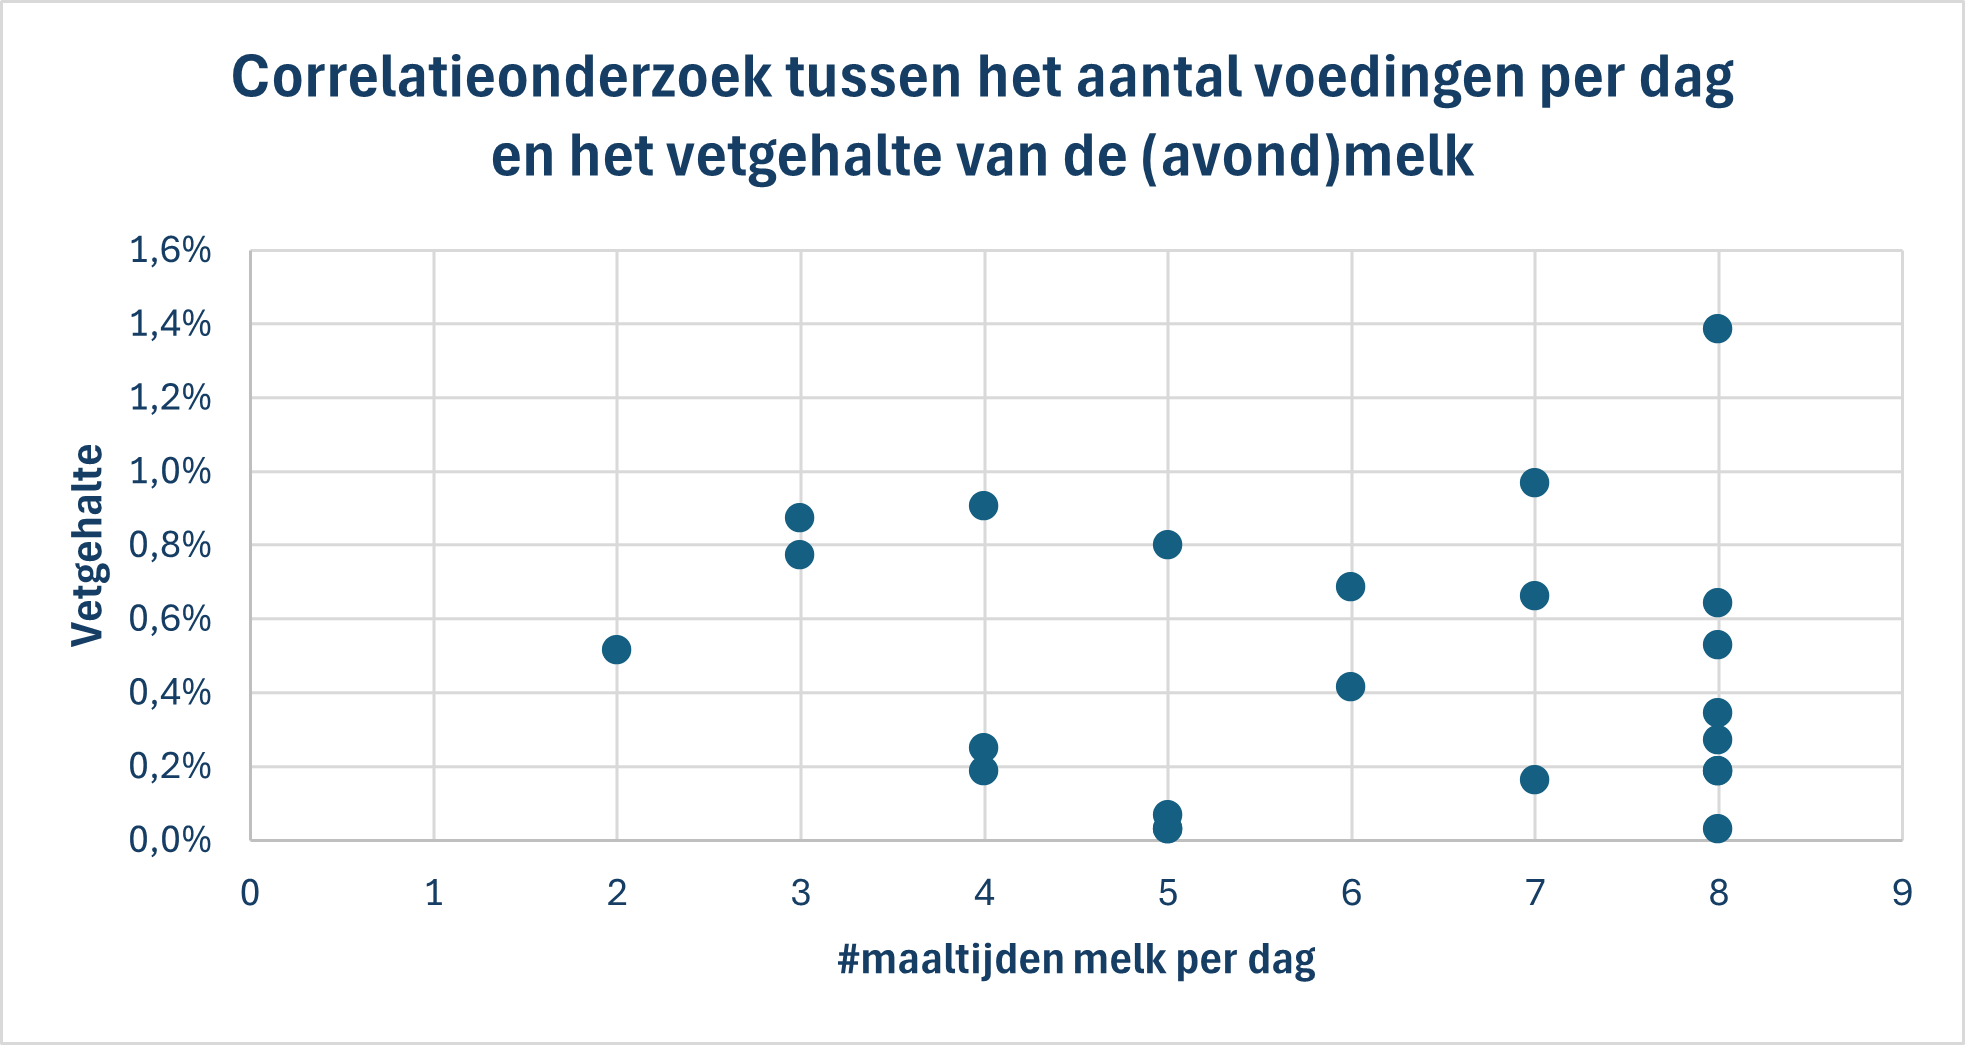 Correlatieonderzoek tussen het aantal voedingen per dag
en het vetgehalte van de (avond)melk
1,6%
1,4%
1,2%
1,0%
0,8%
0,6%
0,4%
0,2%
0,0%
Vetgehalte
0 1 2 3 4 5 6 7 8 9
#maaltijden melk per dag